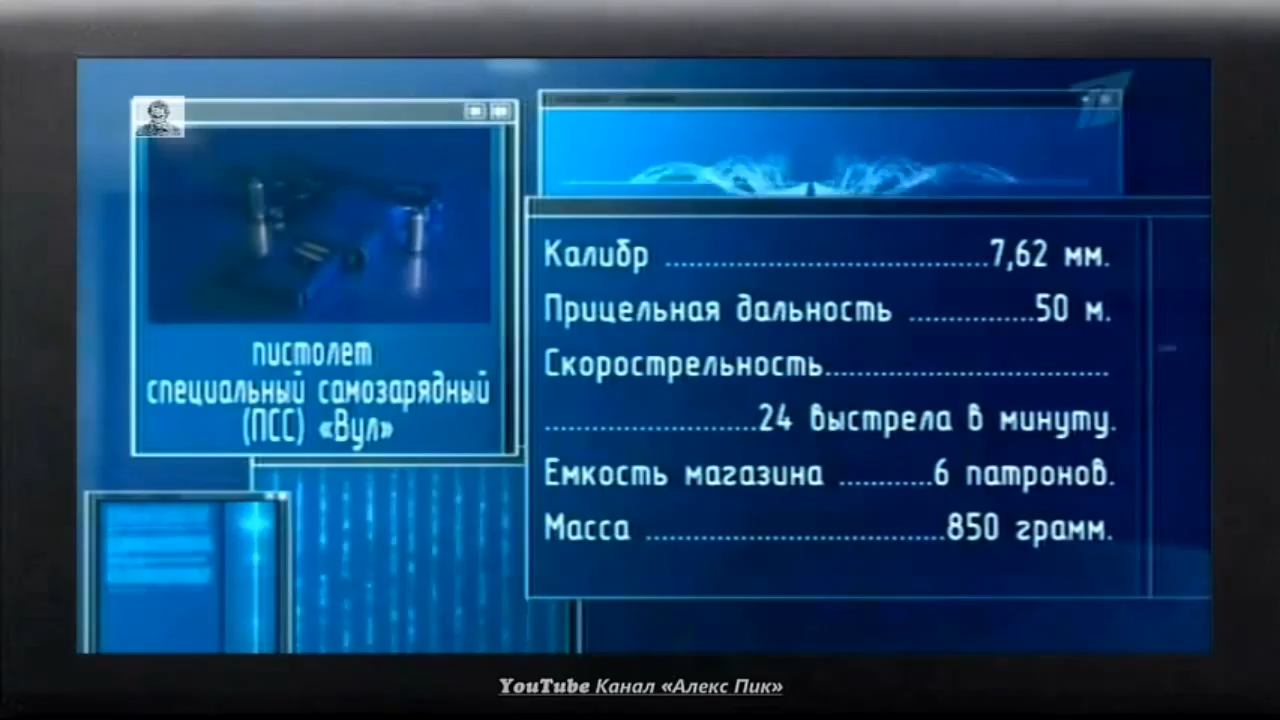 пистолет
специальный самозарядный
(ПСС) «Вул»
Калибр ......................................7,62 мм.
Прицельная дальность ...............50 м.
Скорострельность..................................
.........................24 выстрела в минуту.
Емкость магазина ...........6 патронов.
Масса ...................................850 грамм.
YouTube Канал «Алекс Пик»